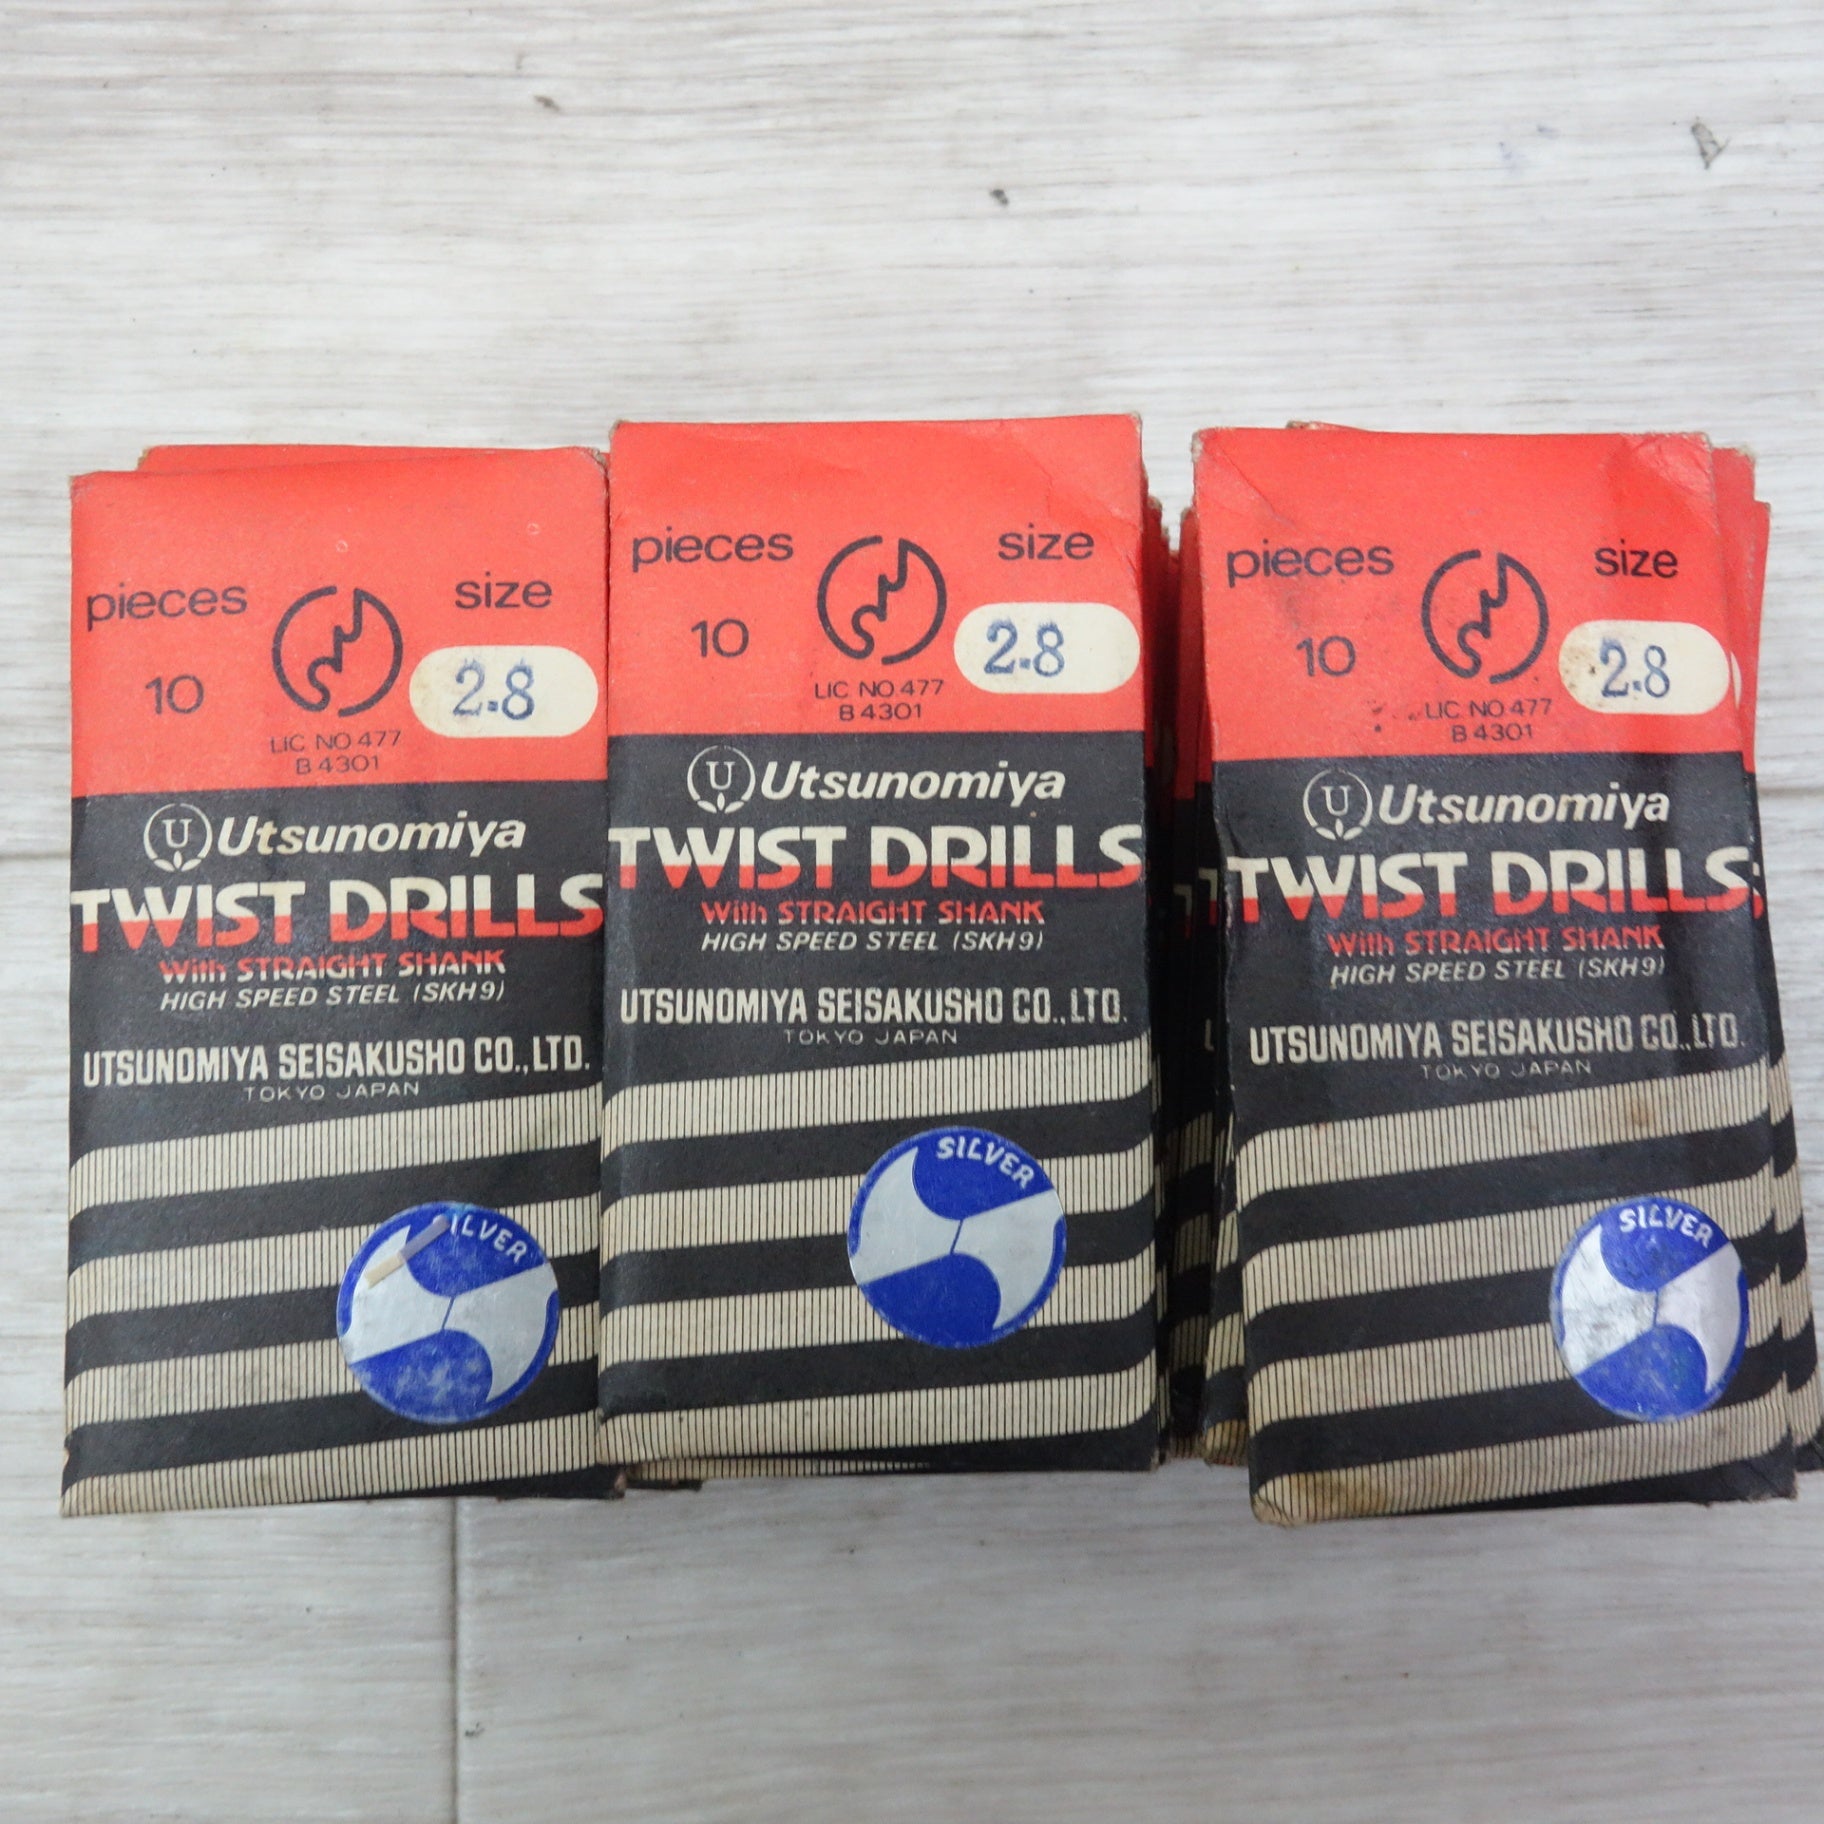 pieces
size
10
2.8
LIC NO.477
B 4301
U Utsunomiya
TWIST DRILLS
With STRAIGHT SHANK
HIGH SPEED STEEL (SKH9)
UTSUNOMIYA SEISAKUSHO CO.,LTD.
TOKYO JAPAN
SILVER
pieces
size
10
2.8
LIC NO.477
B 4301
U Utsunomiya
TWIST DRILLS
With STRAIGHT SHANK
HIGH SPEED STEEL (SKH9)
UTSUNOMIYA SEISAKUSHO CO.,LTD.
TOKYO JAPAN
SILVER
pieces
size
10
2.8
LIC NO.477
B 4301
U Utsunomiya
TWIST DRILLS
With STRAIGHT SHANK
HIGH SPEED STEEL (SKH9)
UTSUNOMIYA SEISAKUSHO CO.,LTD.
TOKYO JAPAN
SILVER